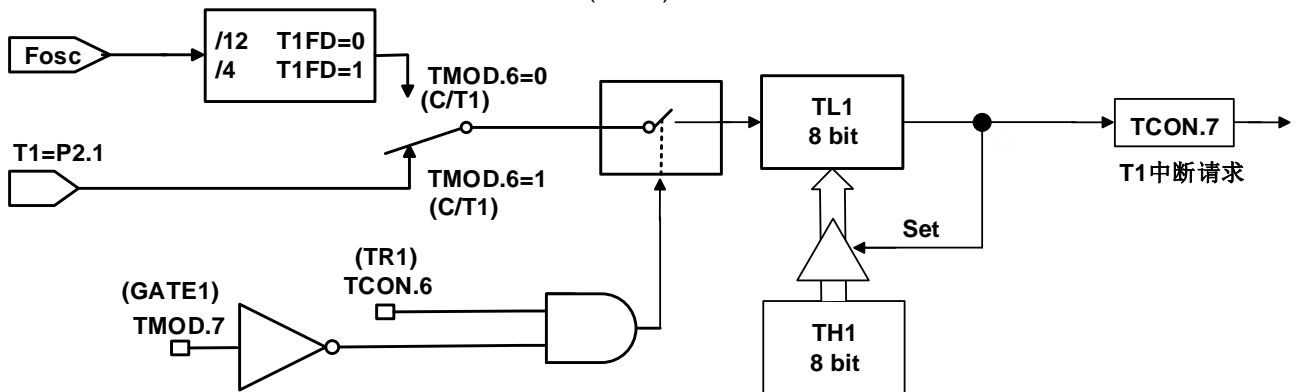 Fosc
/12 T1FD=0
/4 T1FD=1
TMOD.6=0
(C/T1)
T1=P2.1
TMOD.6=1
(C/T1)
TL1
8 bit
TCON.7
T1中断请求
Set
(TR1)
TCON.6
(GATE1)
TMOD.7
TH1
8 bit